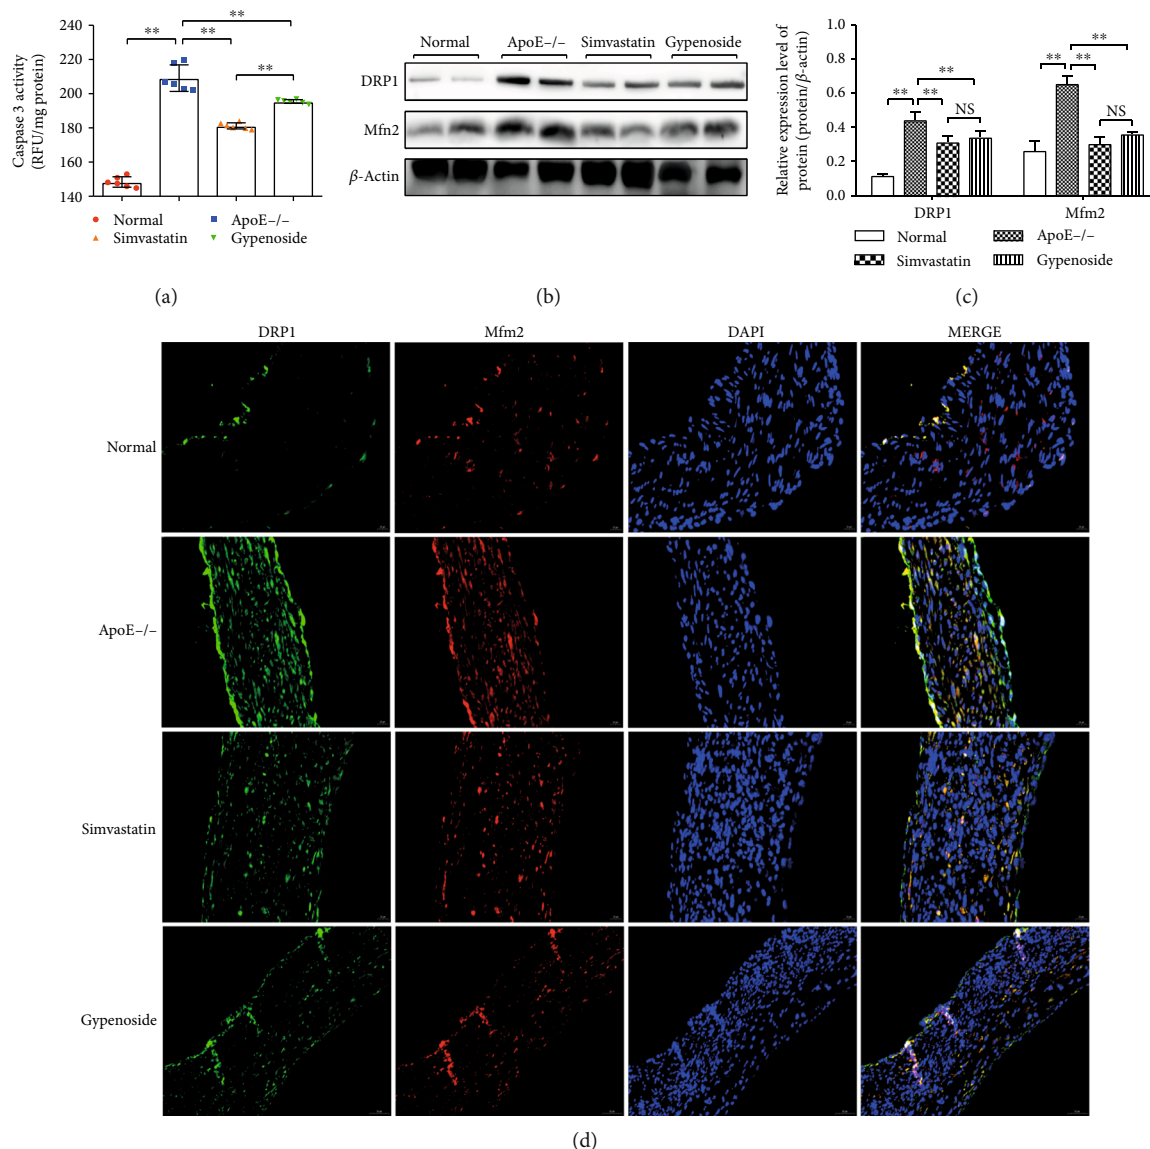 Caspase 3 activity
(RFU/mg protein)
240
220
200
180
160
140
**
**
**
**
Normal
ApoE−/−
Simvastatin
Gypenoside
(a)
Normal
ApoE−/−
Simvastatin
Gypenoside
DRP1
Mfn2
β-Actin
(b)
Relative expression level of
protein (protein/β-actin)
1.0
0.8
0.6
0.4
0.2
0.0
**
**
**
NS
**
**
**
NS
DRP1
Mfm2
Normal
ApoE−/−
Simvastatin
Gypenoside
(c)
DRP1
Mfm2
DAPI
MERGE
Normal
ApoE−/−
Simvastatin
Gypenoside
(d)